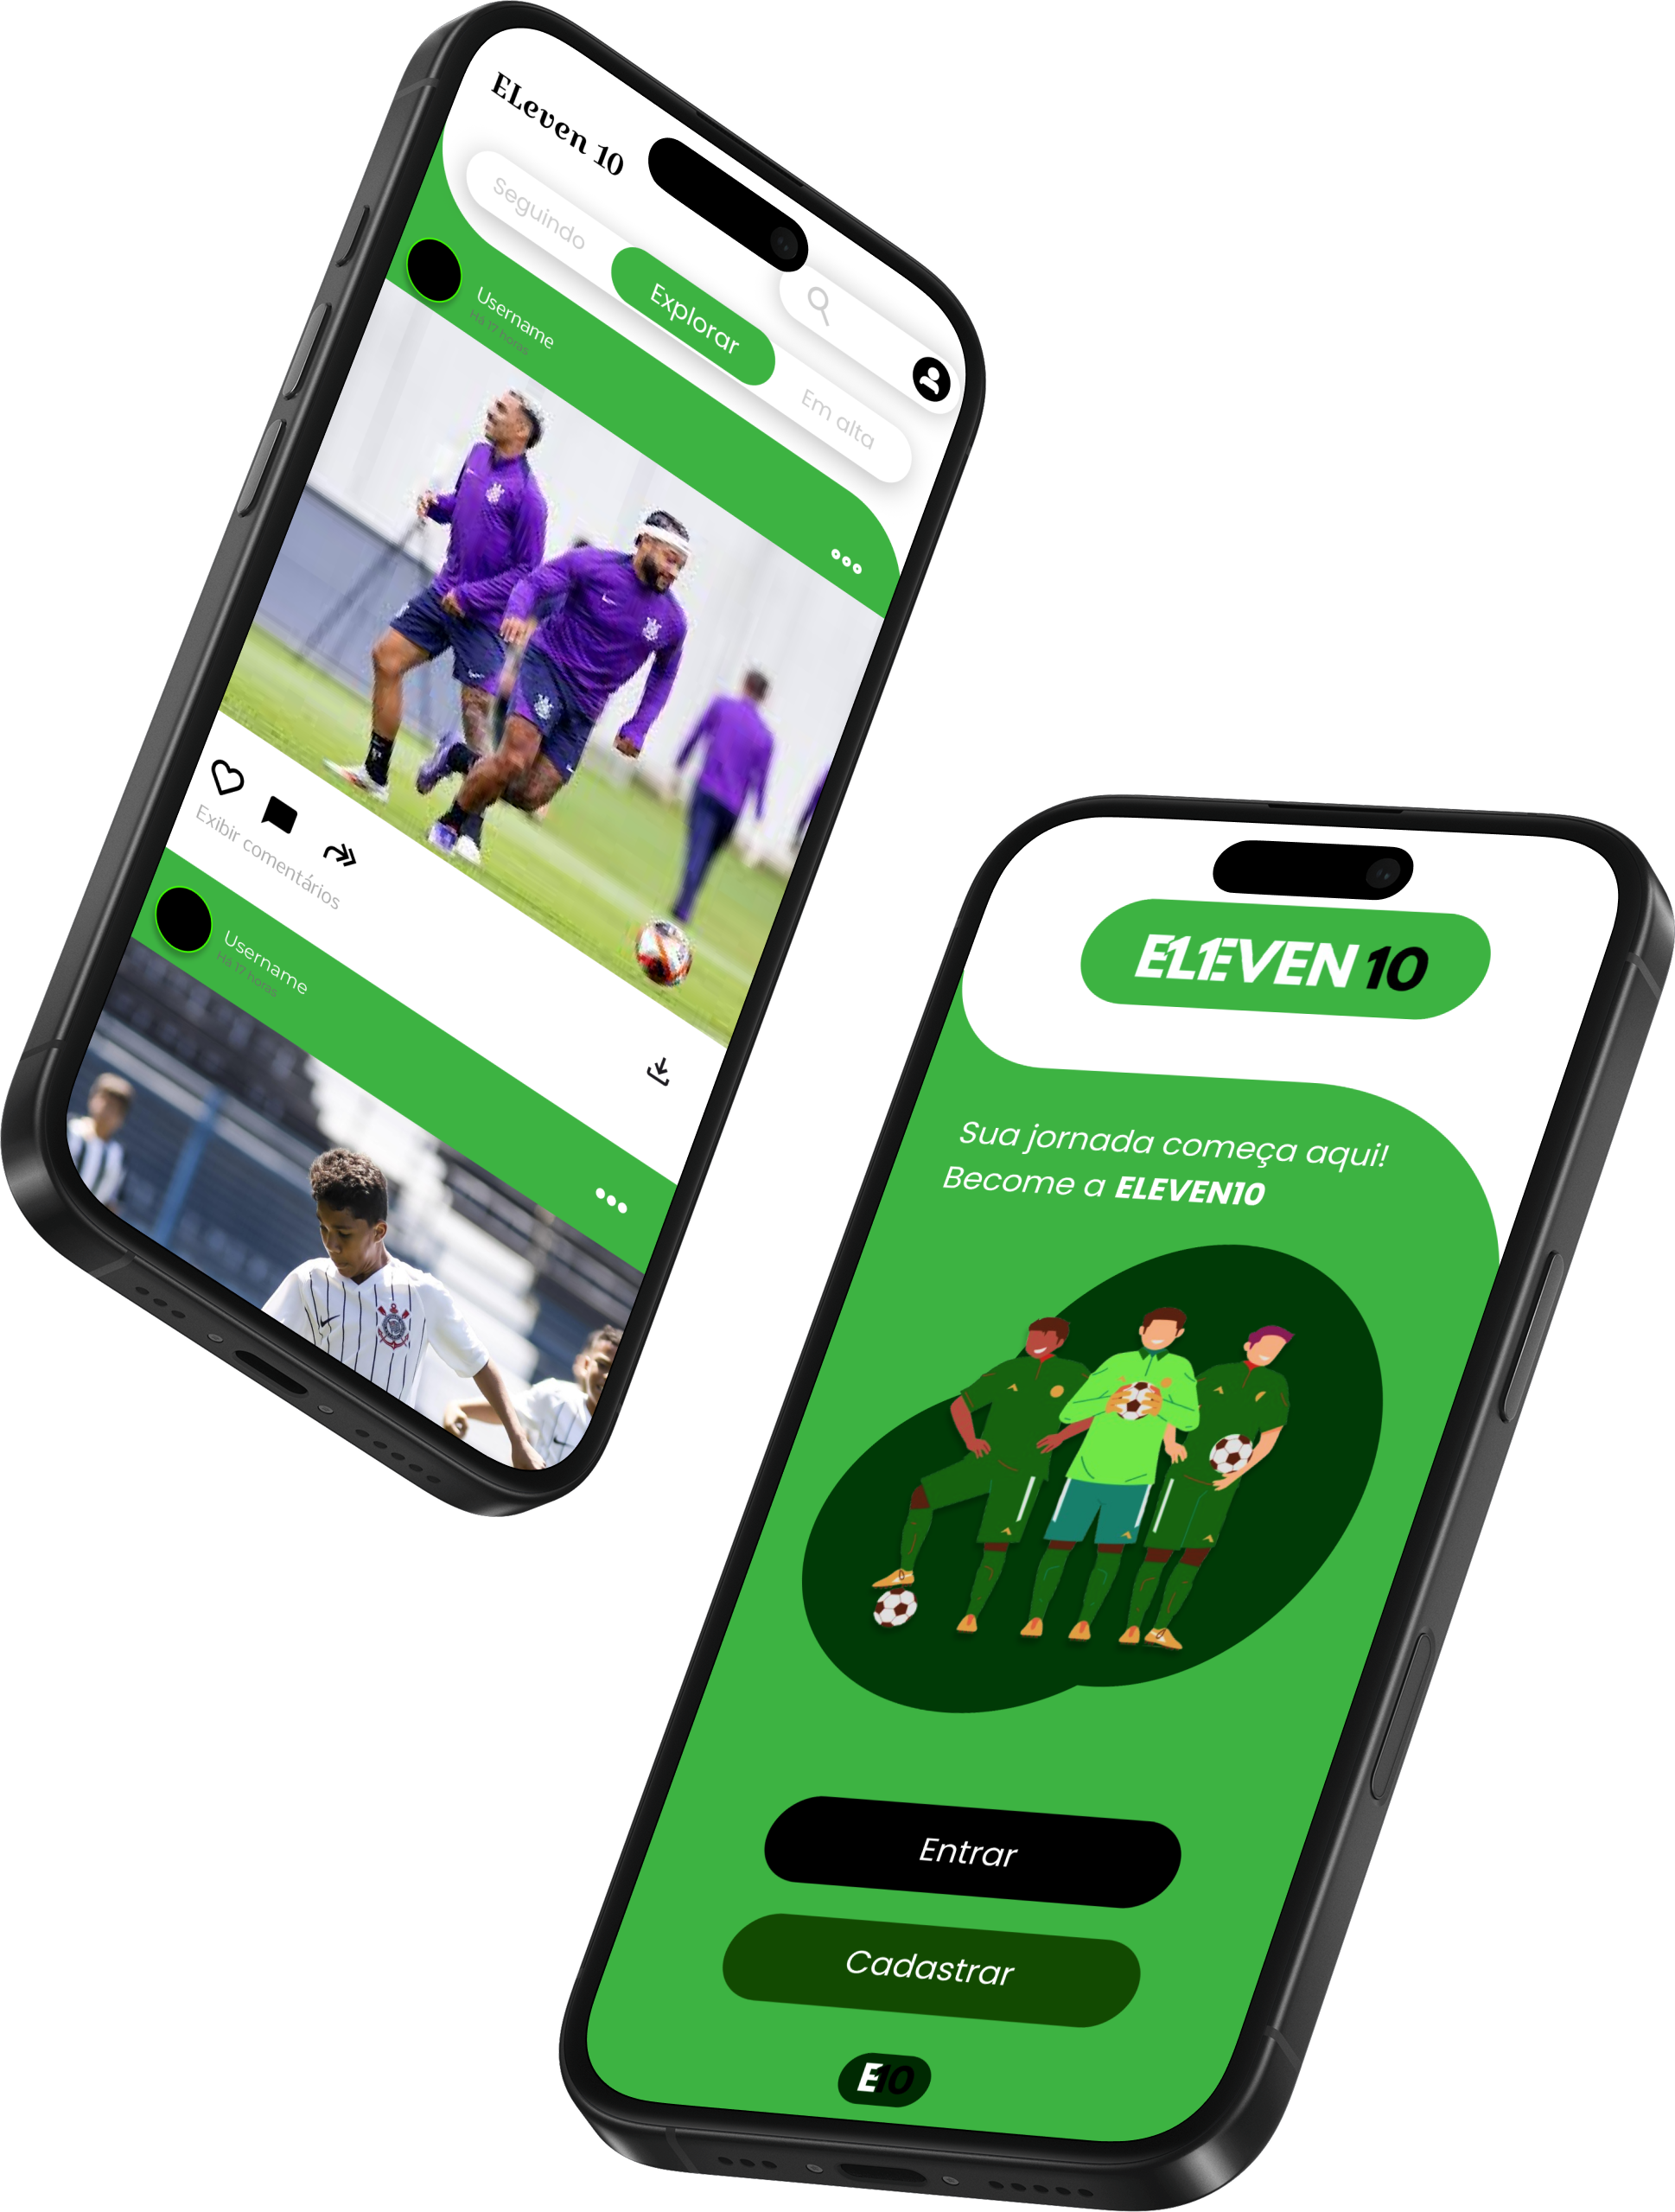 ELeven 10
Seguindo
Explorar
Em alta
Username
Há 17 horas
Exibir comentários
Username
Há 17 horas
ELEVEN 10
Sua jornada começa aqui!
Become a ELEVEN10
Entrar
Cadastrar
E10